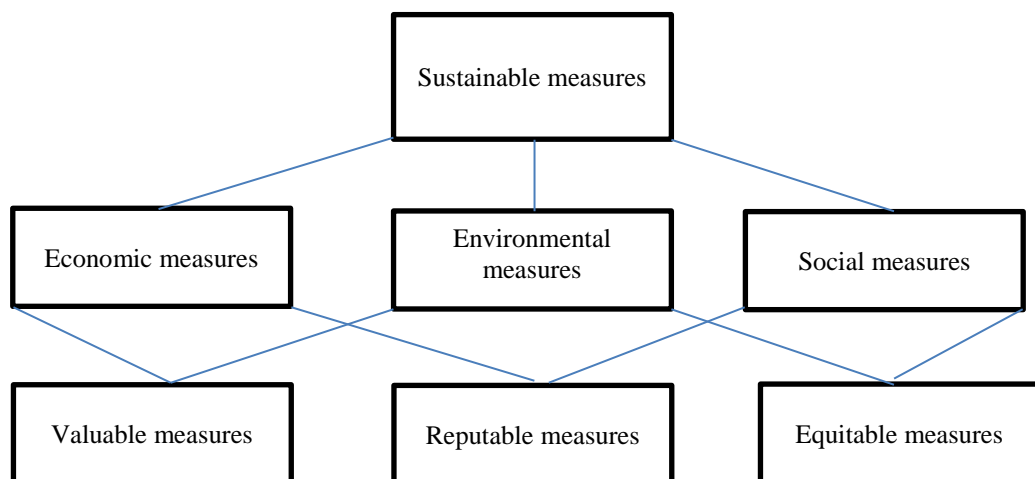 Sustainable measures
Economic measures
Environmental
measures
Social measures
Valuable measures
Reputable measures
Equitable measures